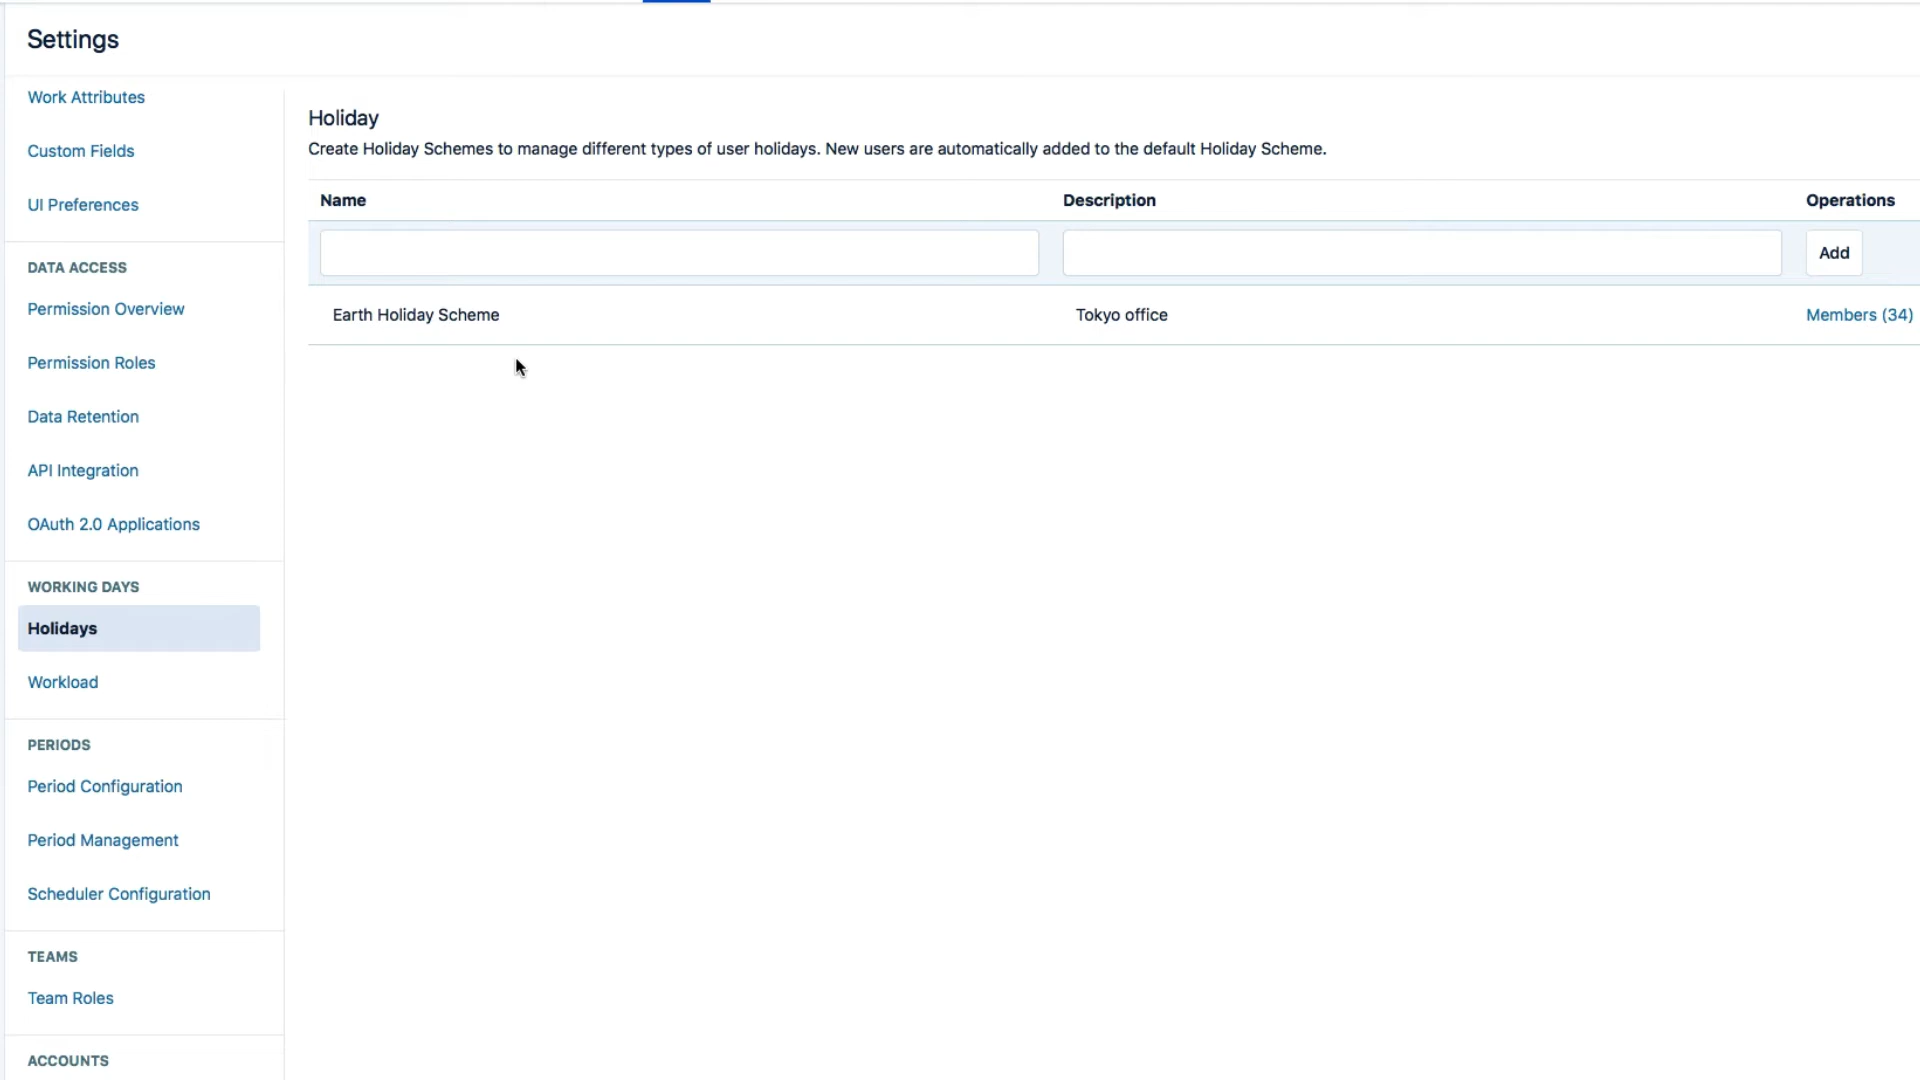 Settings
Work Attributes
Custom Fields
UI Preferences
DATA ACCESS
Permission Overview
Permission Roles
Data Retention
API Integration
OAuth 2.0 Applications
WORKING DAYS
Holidays
Workload
PERIODS
Period Configuration
Period Management
Scheduler Configuration
TEAMS
Team Roles
ACCOUNTS
Holiday
Create Holiday Schemes to manage different types of user holidays. New users are automatically added to the default Holiday Scheme.
Name Description Operations
Add
Earth Holiday Scheme Tokyo office Members (34)